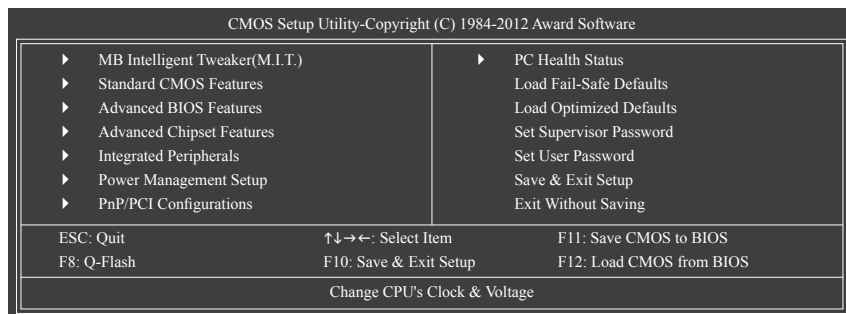 CMOS Setup Utility-Copyright (C) 1984-2012 Award Software
MB Intelligent Tweaker(M.I.T.)
Standard CMOS Features
Advanced BIOS Features
Advanced Chipset Features
Integrated Peripherals
Power Management Setup
PnP/PCI Configurations
PC Health Status
Load Fail-Safe Defaults
Load Optimized Defaults
Set Supervisor Password
Set User Password
Save & Exit Setup
Exit Without Saving
ESC: Quit ↑↓→←: Select Item F11: Save CMOS to BIOS
F8: Q-Flash F10: Save & Exit Setup F12: Load CMOS from BIOS
Change CPU's Clock & Voltage